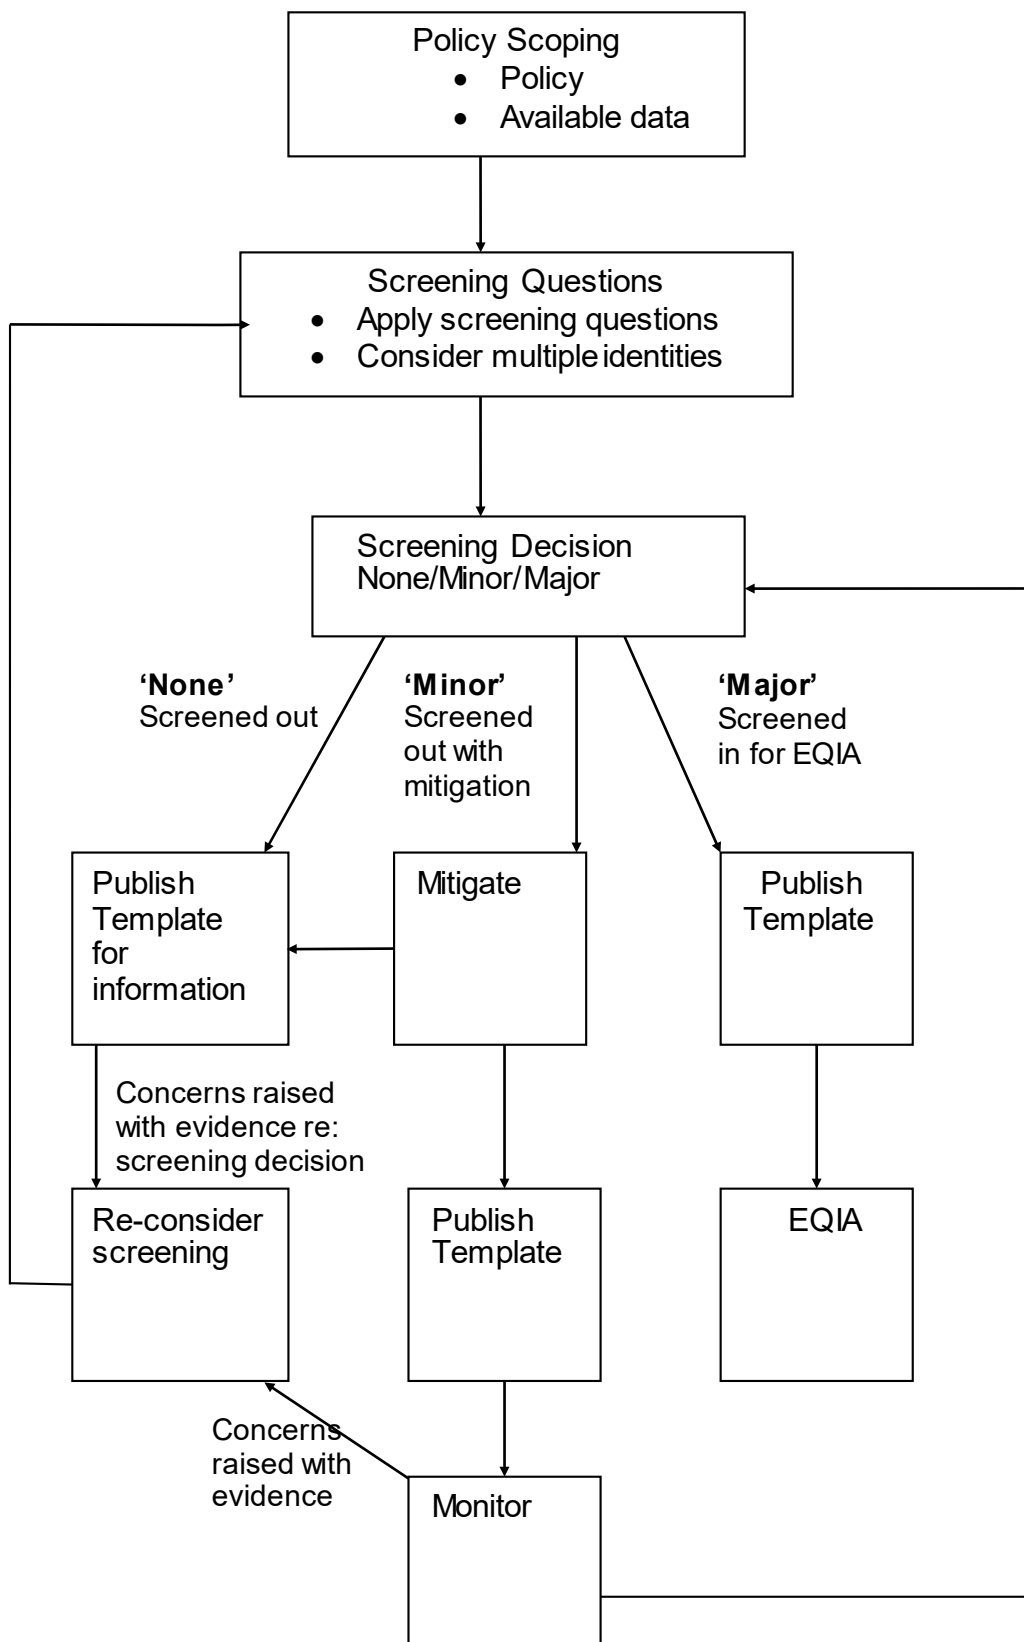 Policy Scoping
• Policy
• Available data
Screening Questions
• Apply screening questions
• Consider multiple identities
Screening Decision
None/Minor/Major
‘None’
Screened out
‘Minor’
Screened
out with
mitigation
‘Major’
Screened
in for EQIA
Publish
Template
for
information
Mitigate
Publish
Template
Concerns raised
with evidence re:
screening decision
Re-consider
screening
Publish
Template
EQIA
Concerns
raised with
evidence
Monitor